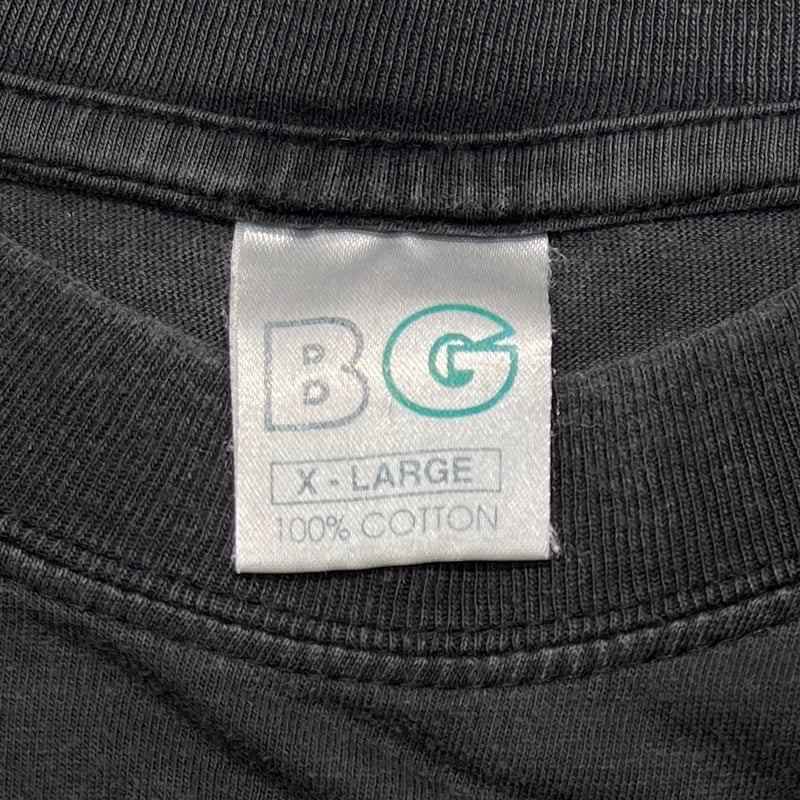 BG
X - LARGE
100% COTTON